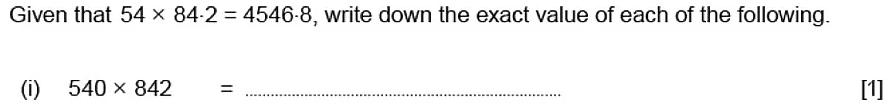 Given that 54 × 84·2 = 4546·8, write down the exact value of each of the following.
(i) 540 × 842 = ........................................................................ [1]